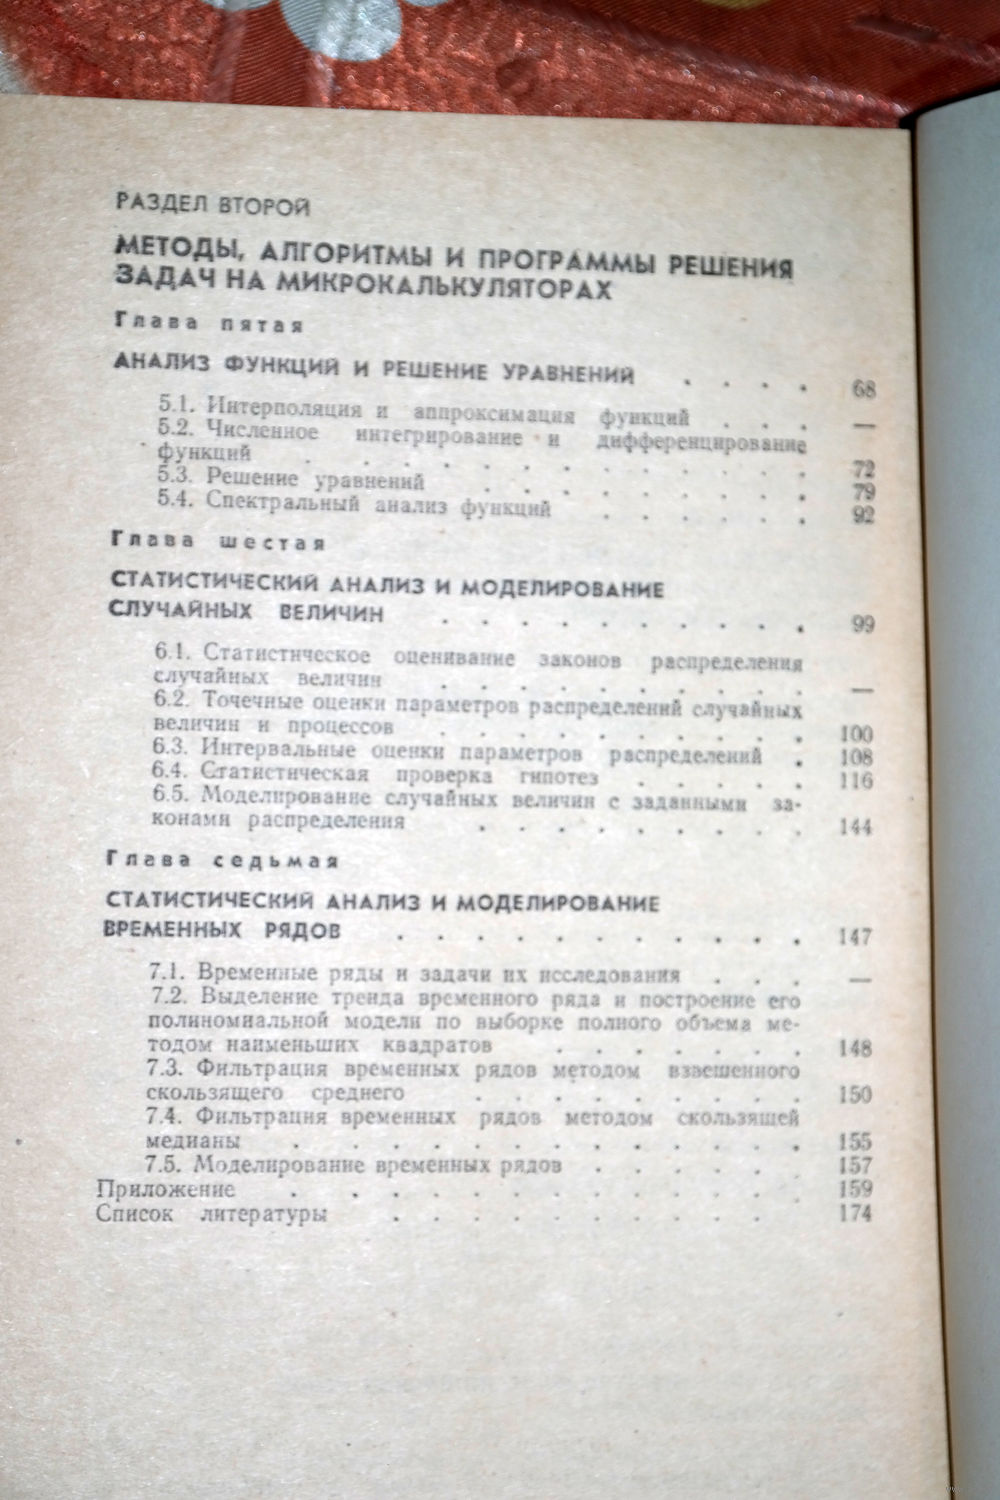 РАЗДЕЛ ВТОРОЙ
МЕТОДЫ, АЛГОРИТМЫ И ПРОГРАММЫ РЕШЕНИЯ
ЗАДАЧ НА МИКРОКАЛЬКУЛЯТОРАХ
Глава пятая
АНАЛИЗ ФУНКЦИЙ И РЕШЕНИЕ УРАВНЕНИЙ . . . . 68
5.1. Интерполяция и аппроксимация функций . . . —
5.2. Численное интегрирование и дифференцирование
функций . . . . . . . . . . 72
5.3. Решение уравнений . . . . . . . . . 79
5.4. Спектральный анализ функций . . . . . . 92
Глава шестая
СТАТИСТИЧЕСКИЙ АНАЛИЗ И МОДЕЛИРОВАНИЕ
СЛУЧАЙНЫХ ВЕЛИЧИН . . . . . . . . . . 99
6.1. Статистическое оценивание законов распределения
случайных величин . . . . . . . . . . —
6.2. Точечные оценки параметров распределений случайных
величин и процессов . . . . . . . . . . 100
6.3. Интервальные оценки параметров распределений . 108
6.4. Статистическая проверка гипотез . . . . . 116
6.5. Моделирование случайных величин с заданными за-
конами распределения . . . . . . . . . 144
Глава седьмая
СТАТИСТИЧЕСКИЙ АНАЛИЗ И МОДЕЛИРОВАНИЕ
ВРЕМЕННЫХ РЯДОВ . . . . . . . . . . . 147
7.1. Временные ряды и задачи их исследования . . . —
7.2. Выделение тренда временного ряда и построение его
полиномиальной модели по выборке полного объема ме-
тодом наименьших квадратов . . . . . . . 148
7.3. Фильтрация временных рядов методом взвешенного
скользящего среднего . . . . . . . . . 150
7.4. Фильтрация временных рядов методом скользящей
медианы . . . . . . . . . . . . . 155
7.5. Моделирование временных рядов . . . . . . 157
Приложение . . . . . . . . . . . . . 159
Список литературы . . . . . . . . . . 174